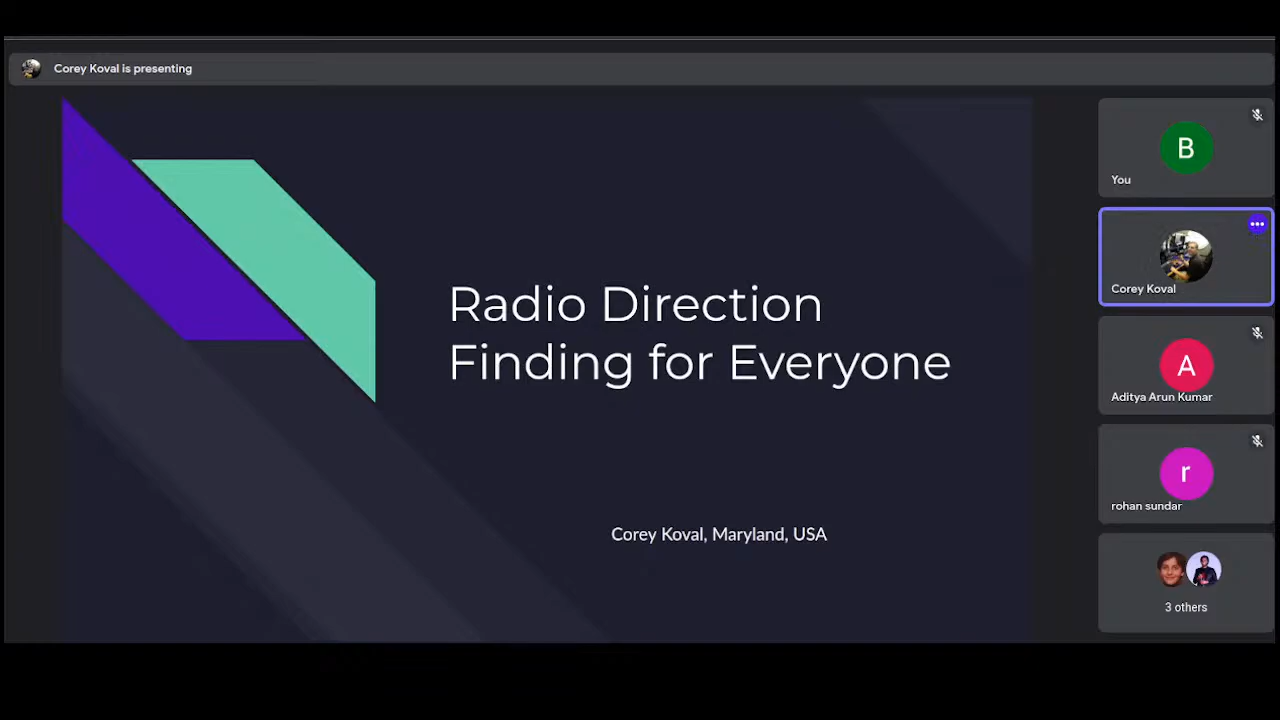 Corey Koval is presenting
Radio Direction
Finding for Everyone
Corey Koval, Maryland, USA
B
You
Corey Koval
A
Aditya Arun Kumar
r
rohan sundar
3 others